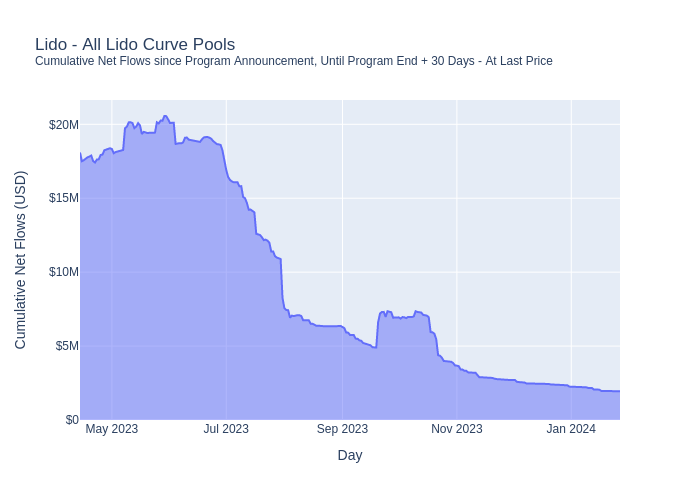 Lido - All Lido Curve Pools
Cumulative Net Flows since Program Announcement, Until Program End + 30 Days - At Last Price
Cumulative Net Flows (USD)
$20M
$15M
$10M
$5M
$0
May 2023
Jul 2023
Sep 2023
Nov 2023
Jan 2024
Day